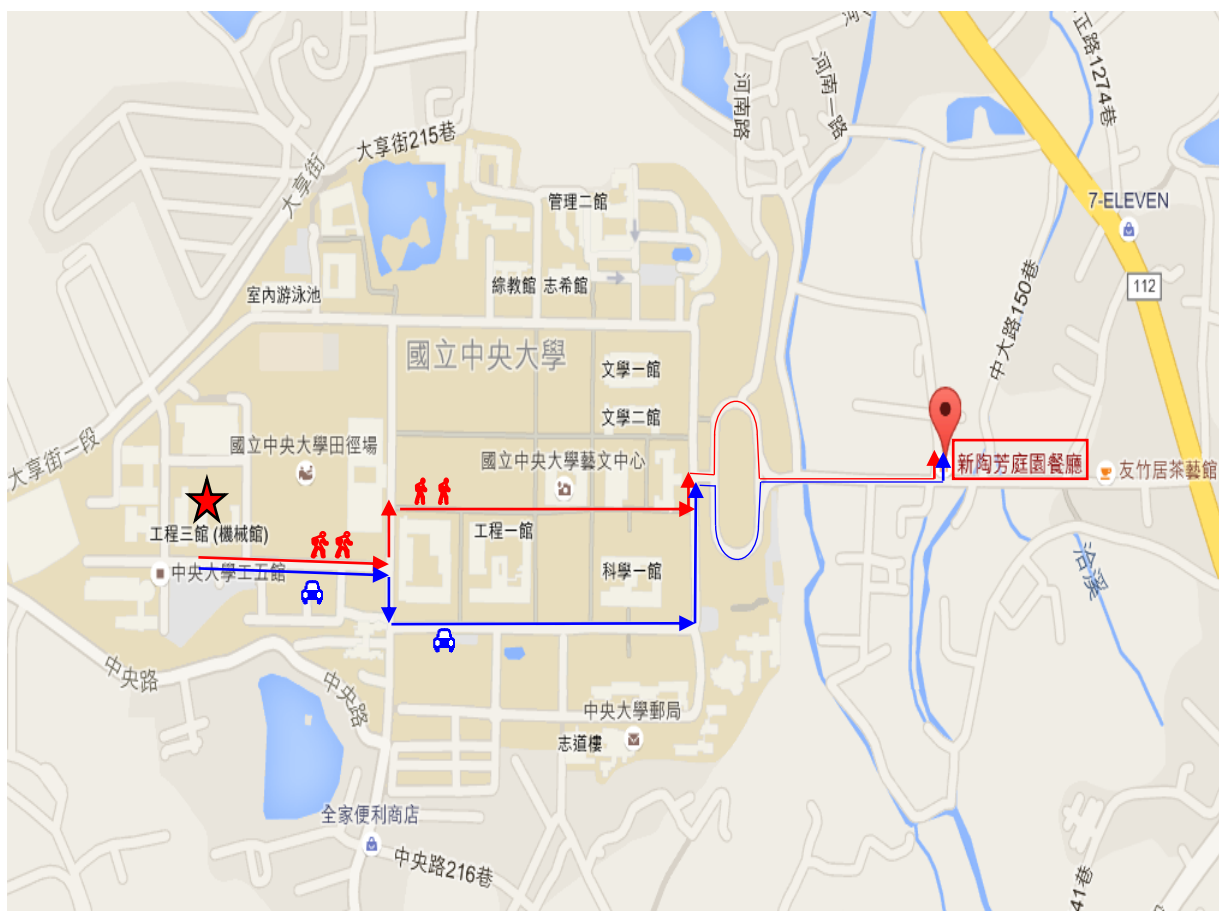 河南路
河南一路
正路1274巷
大享街215巷
大享街
管理二館
7-ELEVEN
室內游泳池
綜教館
志希館
112
中大路150巷
國立中央大學
文學一館
文學二館
大享街一段
國立中央大學田徑場
國立中央大學藝文中心
新陶芳庭園餐廳
友竹居茶藝館
工程三館 (機械館)
工程一館
中央大學工五館
科學一館
洽溪
中央路
中央路
中央大學郵局
志道樓
全家便利商店
中央路216巷
41巷